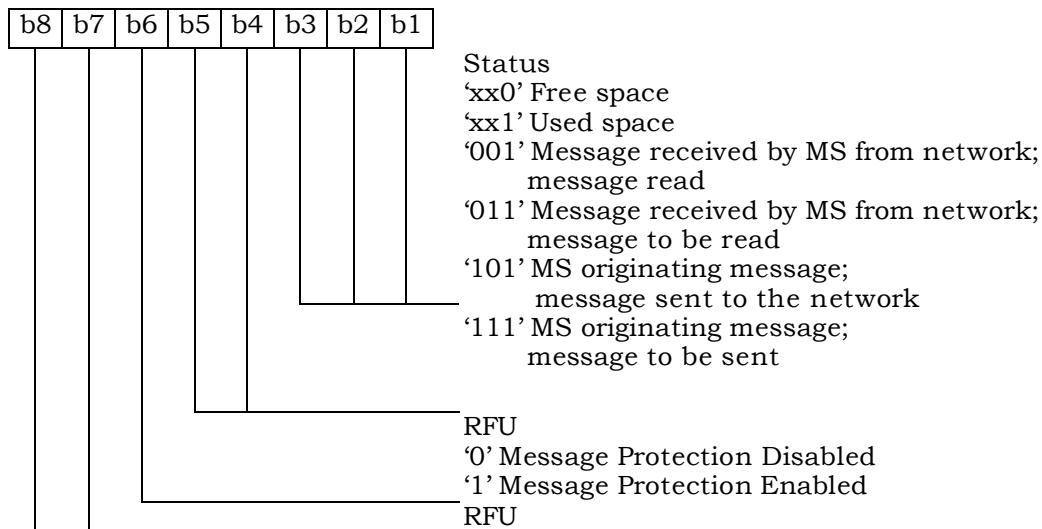 b8 b7 b6 b5 b4 b3 b2 b1
Status
‘xx0’ Free space
‘xx1’ Used space
‘001’ Message received by MS from network;
message read
‘011’ Message received by MS from network;
message to be read
‘101’ MS originating message;
message sent to the network
‘111’ MS originating message;
message to be sent
RFU
‘0’ Message Protection Disabled
‘1’ Message Protection Enabled
RFU